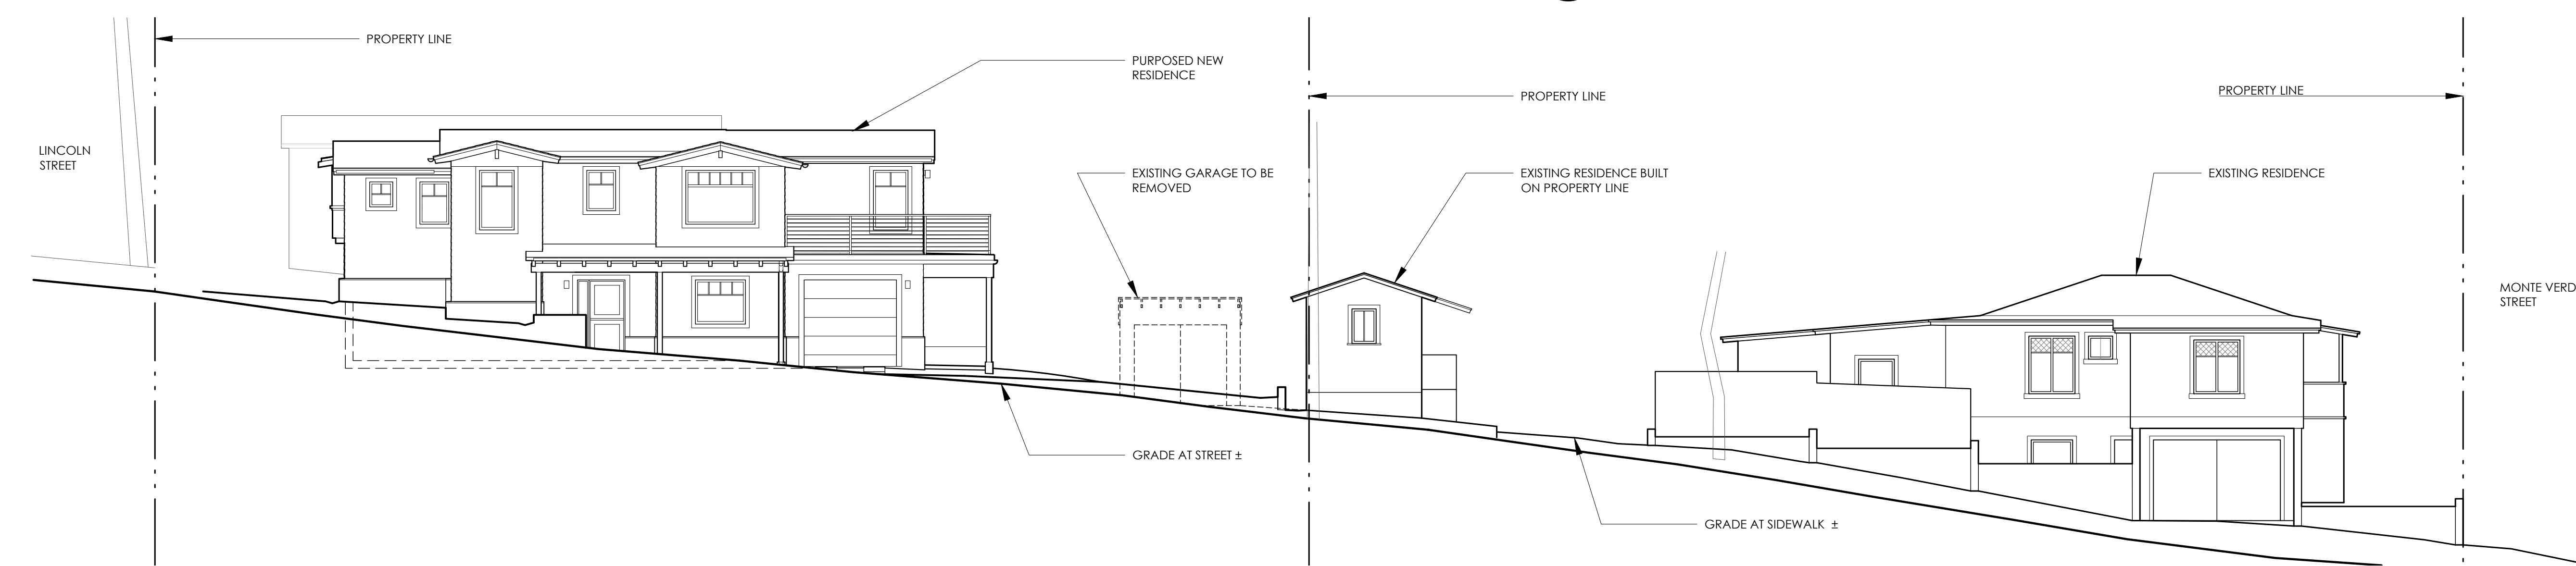 PROPERTY LINE
PURPOSED NEW
RESIDENCE
PROPERTY LINE
PROPERTY LINE
LINCOLN
STREET
EXISTING GARAGE TO BE
REMOVED
EXISTING RESIDENCE BUILT
ON PROPERTY LINE
EXISTING RESIDENCE
MONTE VERD
STREET
GRADE AT STREET ±
GRADE AT SIDEWALK ±